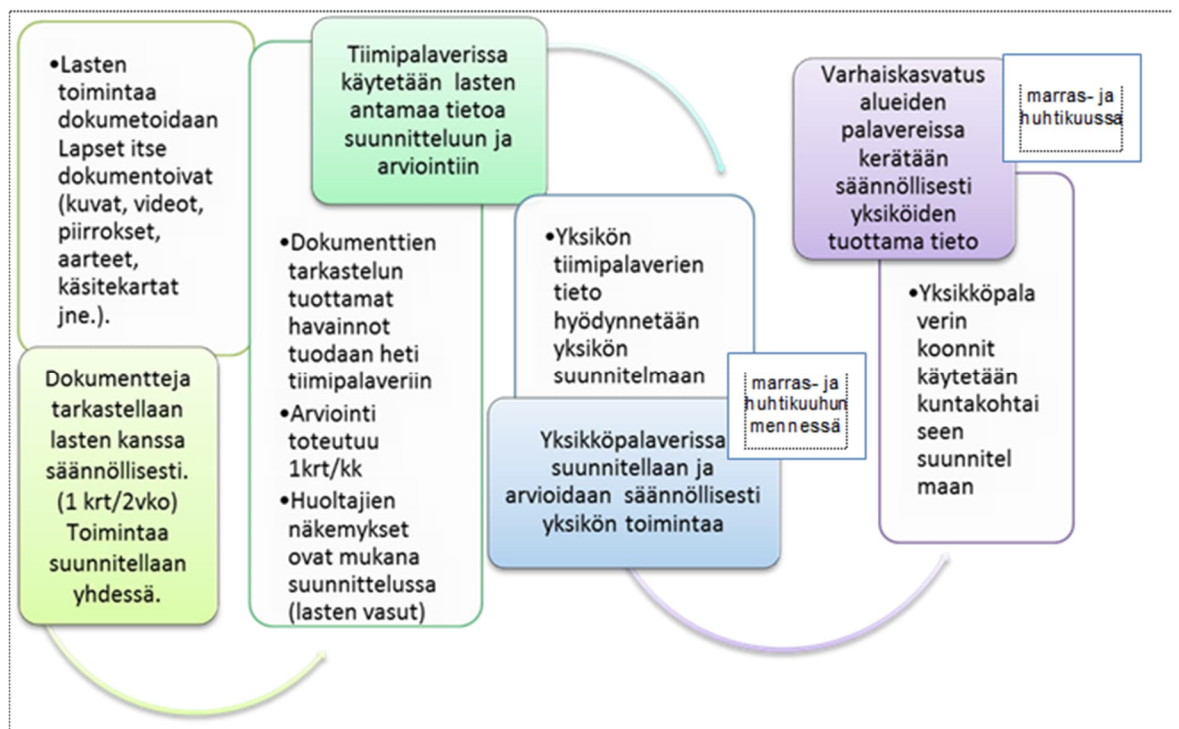 •Lasten
toimintaa
dokumetoidaan
Lapset itse
dokumentoivat
(kuvat, videot,
piirrokset,
aarteet,
käsitekartat
jne.).
Dokumentteja
tarkastellaan
lasten kanssa
säännöllisesti.
(1 krt/2vko)
Toimintaa
suunnitellaan
yhdessä.
Tiimipalaverissa
käytetään lasten
antamaa tietoa
suunnitteluun ja
arviointiin
•Dokumenttien
tarkastelun
tuottamat
havainnot
tuodaan heti
tiimipalaveriin
•Arviointi
toteutuu
1krt/kk
•Huoltajien
näkemykset
ovat mukana
suunnittelussa
(lasten vasut)
•Yksikön
tiimipalaverien
tieto
hyödynnetään
yksikön
suunnitelmaan
marras- ja
huhtikuuhun
mennessä
Yksikköpalaverissa
suunnitellaan ja
arvioidaan säännöllisesti
yksikön toimintaa
Varhaiskasvatus
alueiden
palavereissa
kerätään
säännöllisesti
yksiköiden
tuottama tieto
marras- ja
huhtikuussa
•Yksikköpala
verin
koonnit
käytetään
kuntakohtai
seen
suunnitel
maan